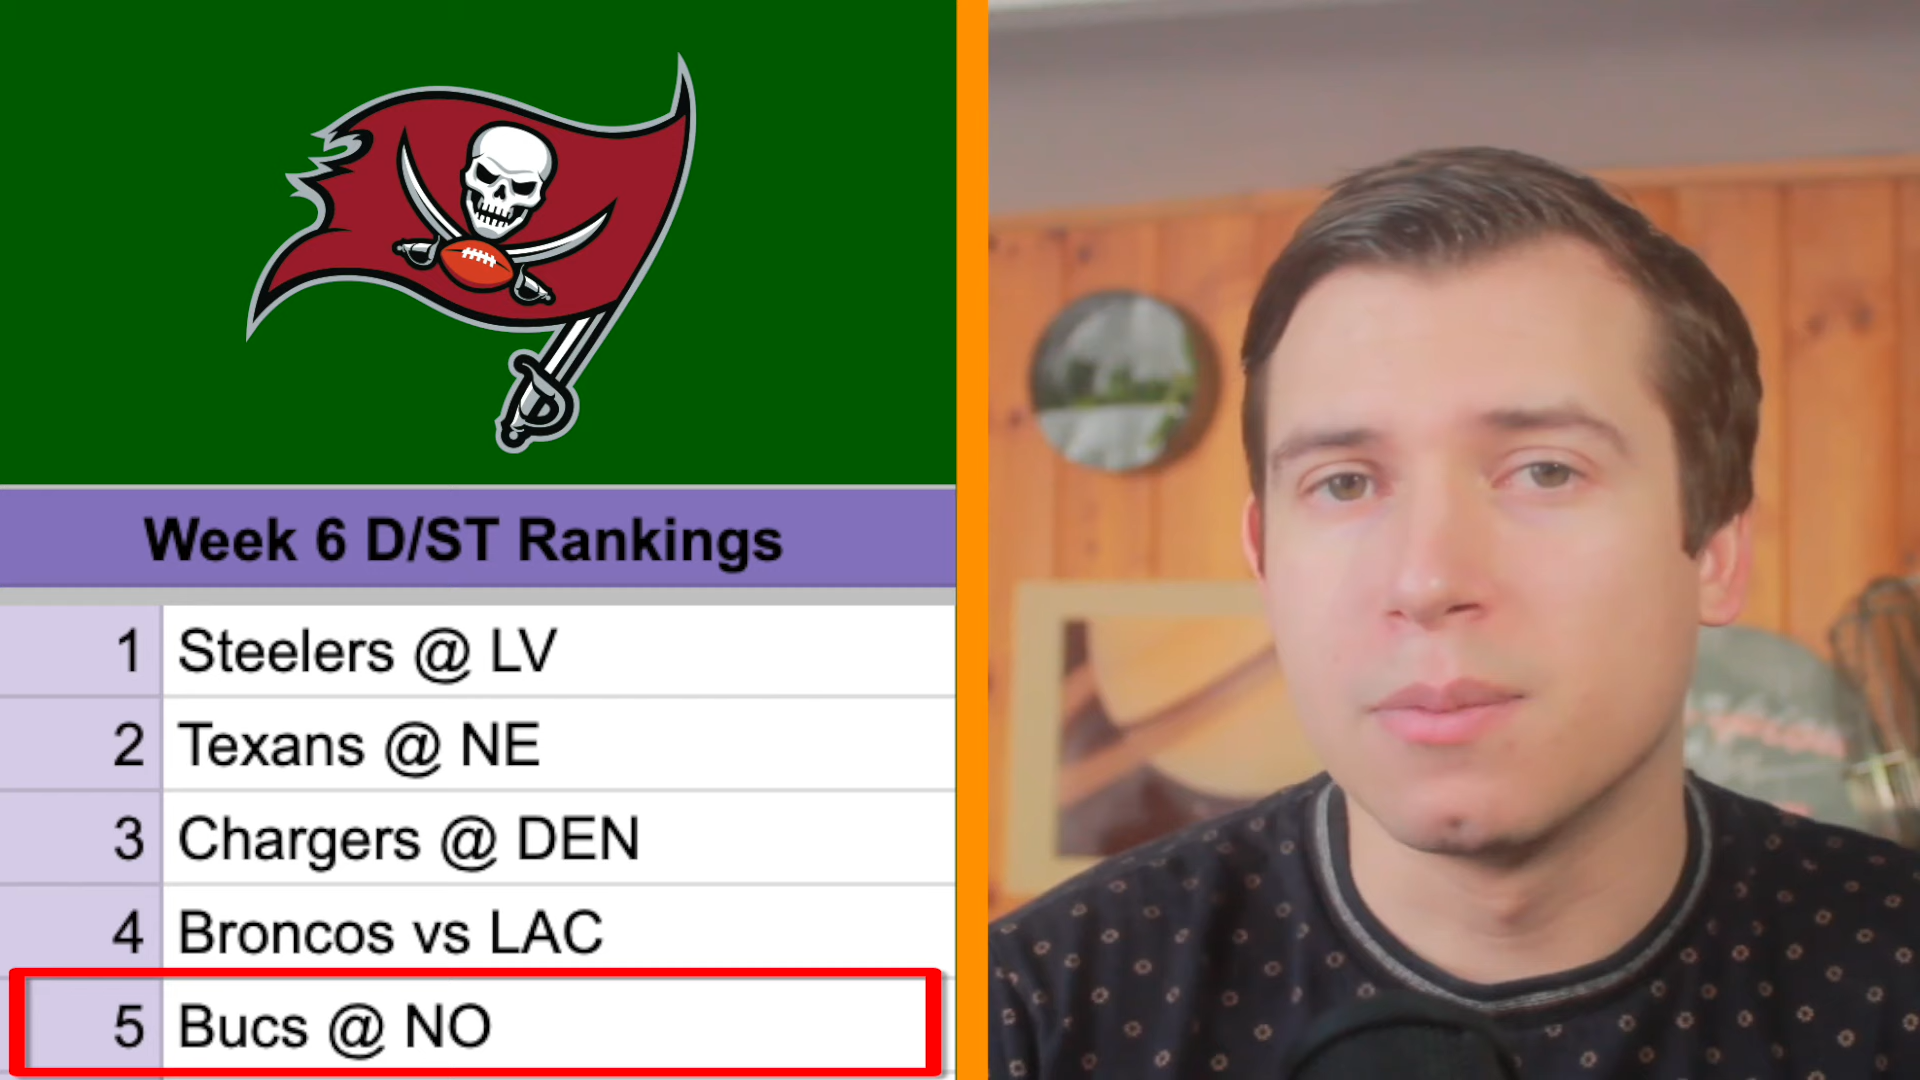 Week 6 D/ST Rankings
1 Steelers @ LV
2 Texans @ NE
3 Chargers @ DEN
4 Broncos vs LAC
5 Bucs @ NO